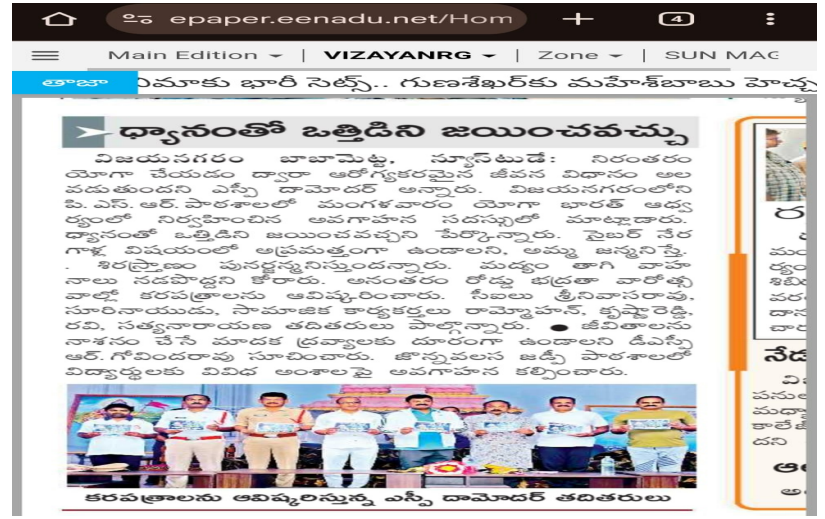 epaper.eenadu.net/Hom
4
Main Edition | VIZAYANRG | Zone | SUN MAG
తాజా
నిమాకు భారీ సెట్స్.. గుణశేఖర్‌కు మహేశ్‌బాబు హెచ్చ
ధ్యానంతో ఒత్తిడిని జయించవచ్చు
విజయనగరం బాబామెట్ట, న్యూస్‌టుడే: నిరంతరం
యోగా చేయడం ద్వారా ఆరోగ్యకరమైన జీవన విధానం అల
వడుతుందని ఎస్పీ దామోదర్ అన్నారు. విజయనగరంలోని
పి.ఎస్.ఆర్. పాఠశాలలో మంగళవారం యోగా భారత్ ఆధ్వ
ర్యంలో నిర్వహించిన అవగాహన సదస్సులో మాట్లాడారు.
ధ్యానంతో ఒత్తిడిని జయించవచ్చని పేర్కొన్నారు. సైబర్ నేర
గాళ్ల విషయంలో అప్రమత్తంగా ఉండాలని, అమ్మ జన్మనిస్తే.
. శిరస్త్రాణం పునర్జన్మనిస్తుందన్నారు. మద్యం తాగి వాహ
నాలు నడపొద్దని కోరారు. అనంతరం రోడ్డు భద్రతా వారోత్స
వాల్లో కరపత్రాలను ఆవిష్కరించారు. సీఐలు శ్రీనివాసరావు,
సూరినాయుడు, సామాజిక కార్యకర్తలు రామ్మోహన్, కృష్ణారెడ్డి,
రవి, సత్యనారాయణ తదితరులు పాల్గొన్నారు. ● జీవితాలను
నాశనం చేసే మాదక ద్రవ్యాలకు దూరంగా ఉండాలని డీఎస్పీ
ఆర్.గోవిందరావు సూచించారు. జొన్నవలస జడ్పీ పాఠశాలలో
విద్యార్థులకు వివిధ అంశాలపై అవగాహన కల్పించారు.
కరపత్రాలను ఆవిష్కరిస్తున్న ఎస్పీ దామోదర్ తదితరులు
ర
మం
ర్యం
శిబి
వర
దాన
చార
నేడ
వి
పనుల
మధ్యా
కాలేజీ
దని
ఆ
అ